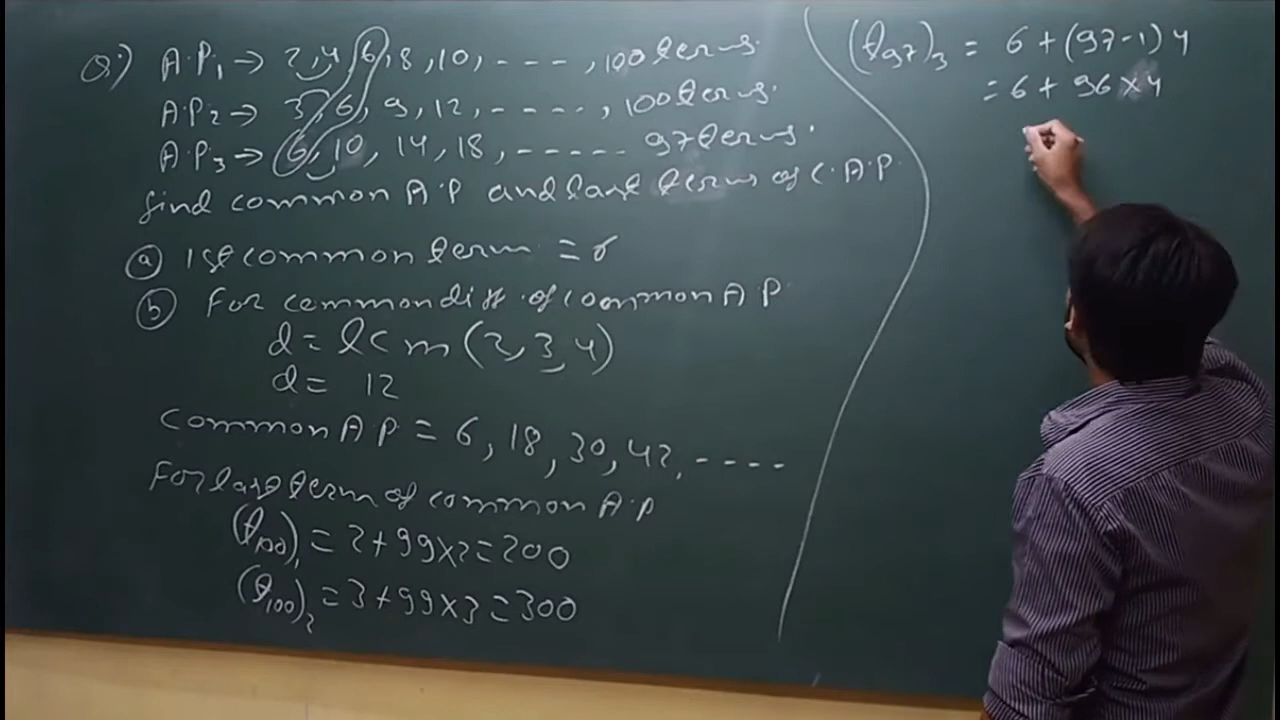 Q:) A.P₁ → 2, 4, 6, 8, 10, ----, 100 terms.
A.P₂ → 3, 6, 9, 12, -----, 100 terms.
A.P₃ → 6, 10, 14, 18, ------ 97 terms.
find common A.P and last terms of C.A.P.
(a) 1st common term = 6
(b) For common diff. of common A.P.
d = lcm (2, 3, 4)
d = 12
common A.P = 6, 18, 30, 42, ----
For last term of common A.P
(t₁₀₀)₁ = 2+99×2 = 200
(t₁₀₀)₂ = 3+99×3 = 300
(t₉₇)₃ = 6 + (97-1) 4
= 6 + 96 × 4